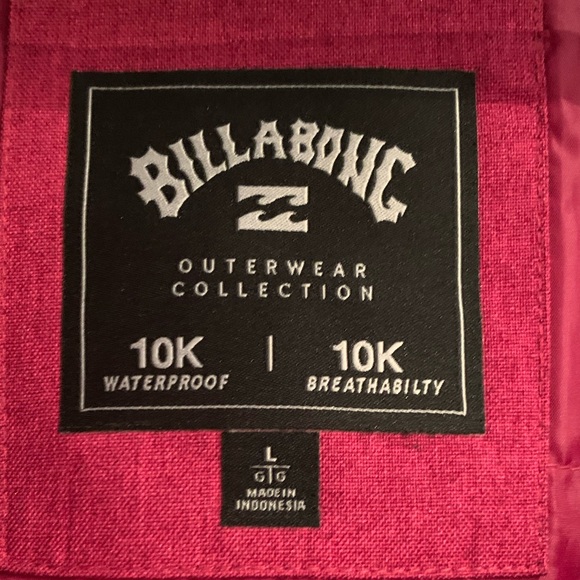 BILLABONG
OUTERWEAR
COLLECTION
10K | 10K
WATERPROOF BREATHABILTY
L
G|G
MADE IN
INDONESIA